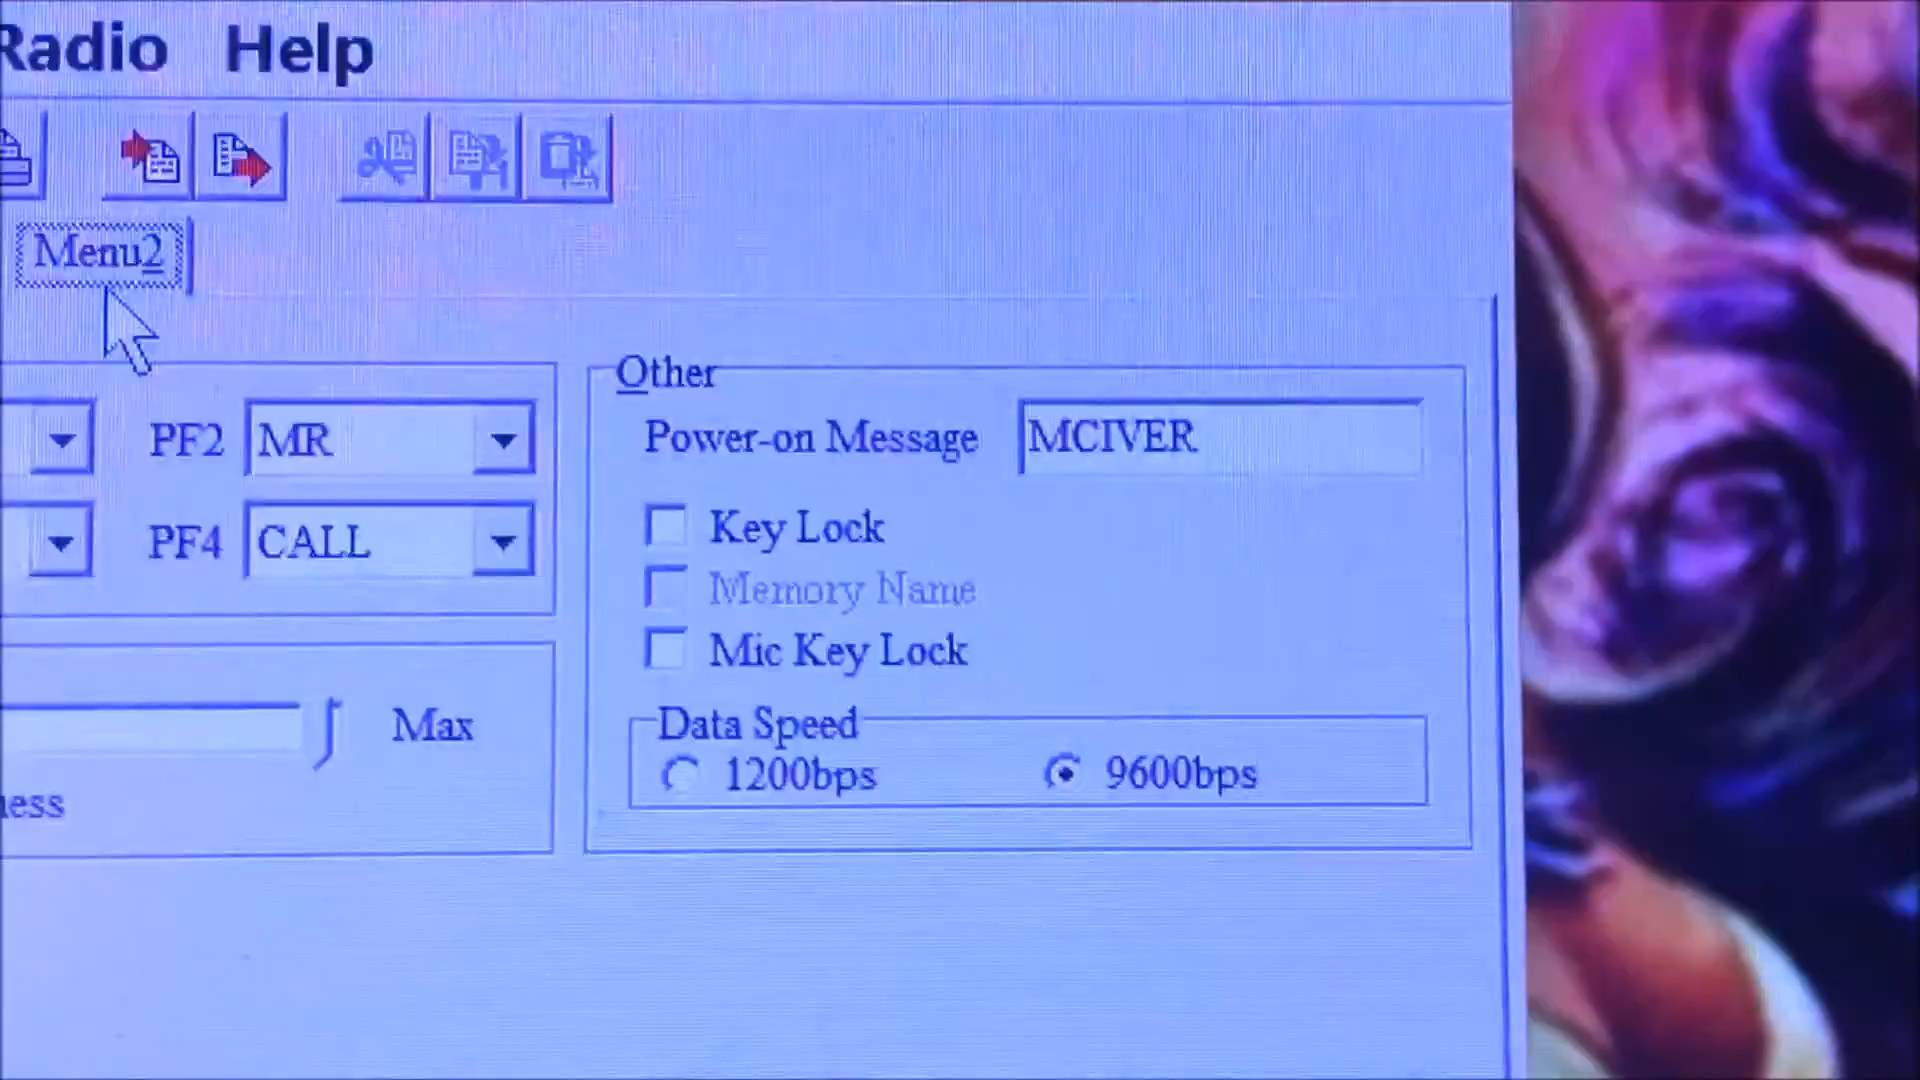 Radio Help
Menu2
Other
Power-on Message MCIVER
PF2 MR
PF4 CALL
Key Lock
Memory Name
Mic Key Lock
Max
Data Speed
1200bps 9600bps
ess